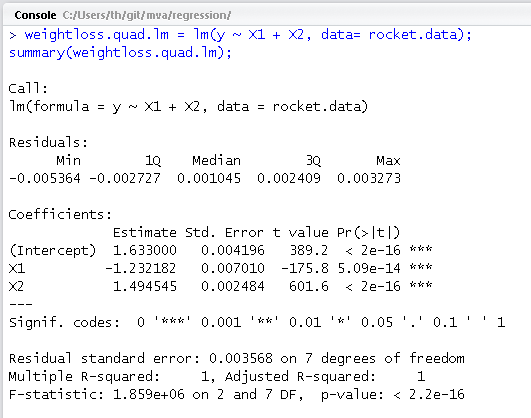 Console C:/Users/th/git/mva/regression/
> weightloss.quad.lm = lm(y ~ X1 + X2, data= rocket.data);
summary(weightloss.quad.lm);
Call:
lm(formula = y ~ X1 + X2, data = rocket.data)
Residuals:
Min 1Q Median 3Q Max
-0.005364 -0.002727 0.001045 0.002409 0.003273
Coefficients:
Estimate Std. Error t value Pr(>|t|)
(Intercept) 1.633000 0.004196 389.2 < 2e-16 ***
X1 -1.232182 0.007010 -175.8 5.09e-14 ***
X2 1.494545 0.002484 601.6 < 2e-16 ***
---
Signif. codes: 0 '***' 0.001 '**' 0.01 '*' 0.05 '.' 0.1 ' ' 1
Residual standard error: 0.003568 on 7 degrees of freedom
Multiple R-squared: 1, Adjusted R-squared: 1
F-statistic: 1.859e+06 on 2 and 7 DF, p-value: < 2.2e-16